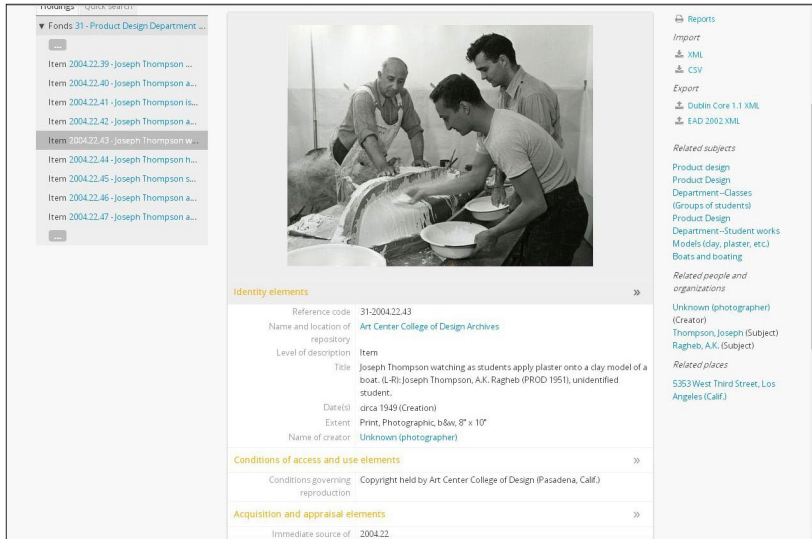 Holdings Quick search
▼ Fonds 31 - Product Design Department ...
...
Item 2004.22.39 - Joseph Thompson ...
Item 2004.22.40 - Joseph Thompson a...
Item 2004.22.41 - Joseph Thompson is...
Item 2004.22.42 - Joseph Thompson a...
Item 2004.22.43 - Joseph Thompson w...
Item 2004.22.44 - Joseph Thompson h...
Item 2004.22.45 - Joseph Thompson s...
Item 2004.22.46 - Joseph Thompson a...
Item 2004.22.47 - Joseph Thompson a...
...
Identity elements »
Reference code 31-2004.22.43
Name and location of Art Center College of Design Archives
repository
Level of description Item
Title Joseph Thompson watching as students apply plaster onto a clay model of a
boat. (L-R): Joseph Thompson, A.K. Ragheb (PROD 1951), unidentified
student.
Date(s) circa 1949 (Creation)
Extent Print, Photographic, b&w, 8" x 10"
Name of creator Unknown (photographer)
Conditions of access and use elements »
Conditions governing Copyright held by Art Center College of Design (Pasadena, Calif.)
reproduction
Acquisition and appraisal elements »
Immediate source of 2004.22
Reports
Import
XML
CSV
Export
Dublin Core 1.1 XML
EAD 2002 XML
Related subjects
Product design
Product Design
Department--Classes
(Groups of students)
Product Design
Department--Student works
Models (clay, plaster, etc.)
Boats and boating
Related people and
organizations
Unknown (photographer)
(Creator)
Thompson, Joseph (Subject)
Ragheb, A.K. (Subject)
Related places
5353 West Third Street, Los
Angeles (Calif.)